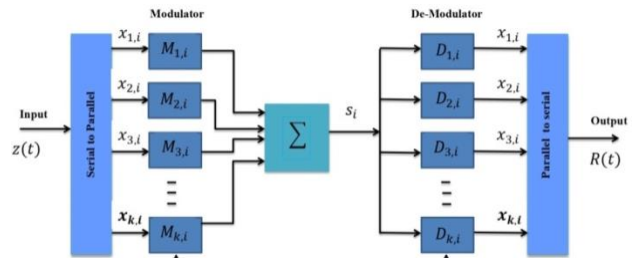 Modulator
De-Modulator
x₁,ᵢ
M₁,ᵢ
D₁,ᵢ
x₁,ᵢ
x₂,ᵢ
M₂,ᵢ
D₂,ᵢ
x₂,ᵢ
Input
z(t)
Serial to Parallel
x₃,ᵢ
M₃,ᵢ
∑
sᵢ
D₃,ᵢ
x₃,ᵢ
Parallel to serial
Output
R(t)
xₖ,ᵢ
Mₖ,ᵢ
Dₖ,ᵢ
xₖ,ᵢ